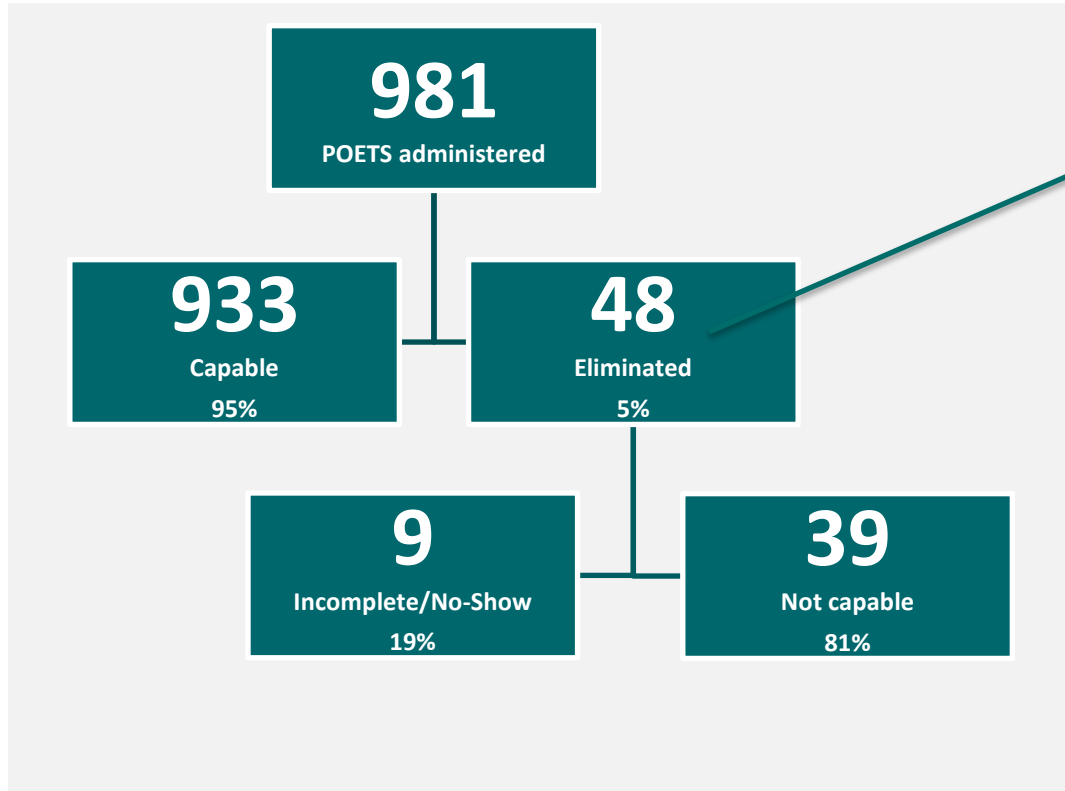 981
POETS administered
933
Capable
95%
48
Eliminated
5%
9
Incomplete/No-Show
19%
39
Not capable
81%